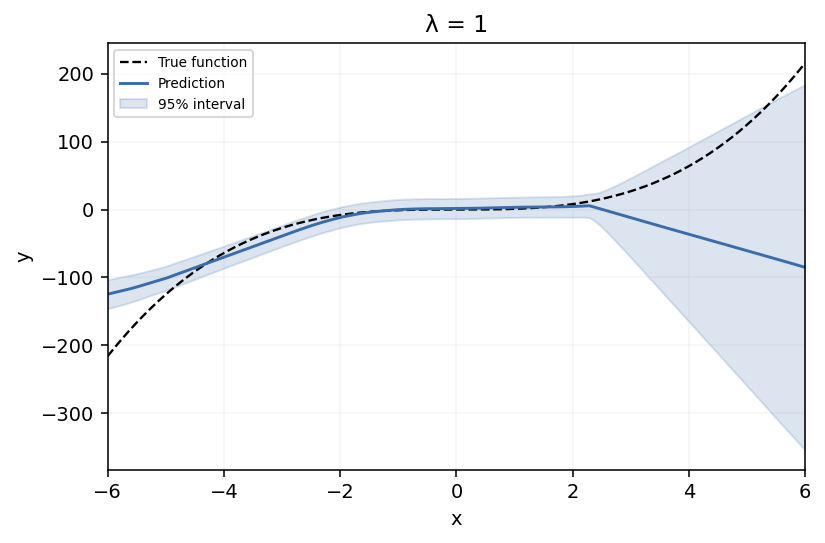 λ = 1
True function
Prediction
95% interval
200
100
0
−100
−200
−300
y
−6
−4
−2
0
2
4
6
x